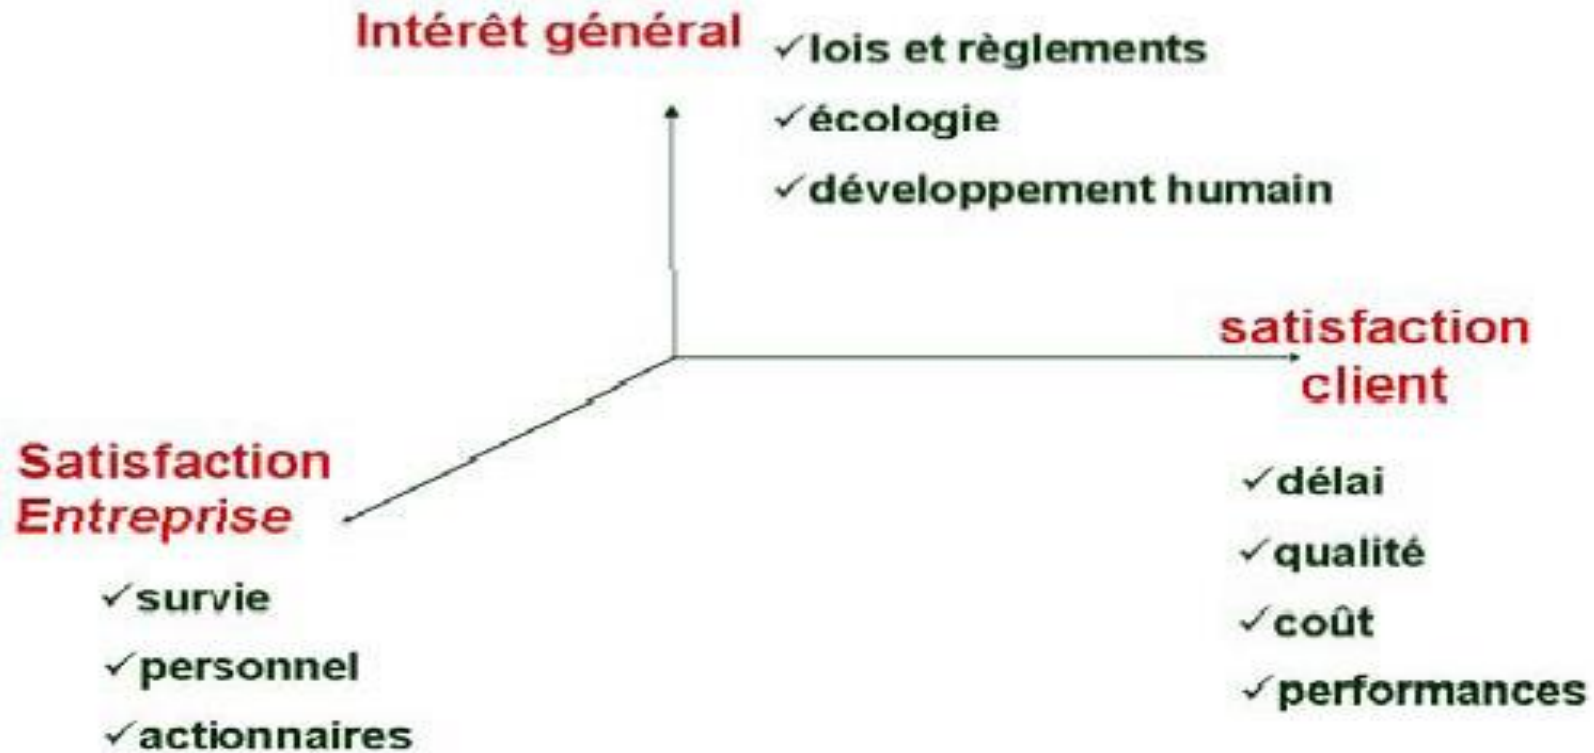 Intérêt général
✓lois et règlements
✓écologie
✓développement humain
satisfaction
client
✓délai
✓qualité
✓coût
✓performances
Satisfaction
Entreprise
✓survie
✓personnel
✓actionnaires